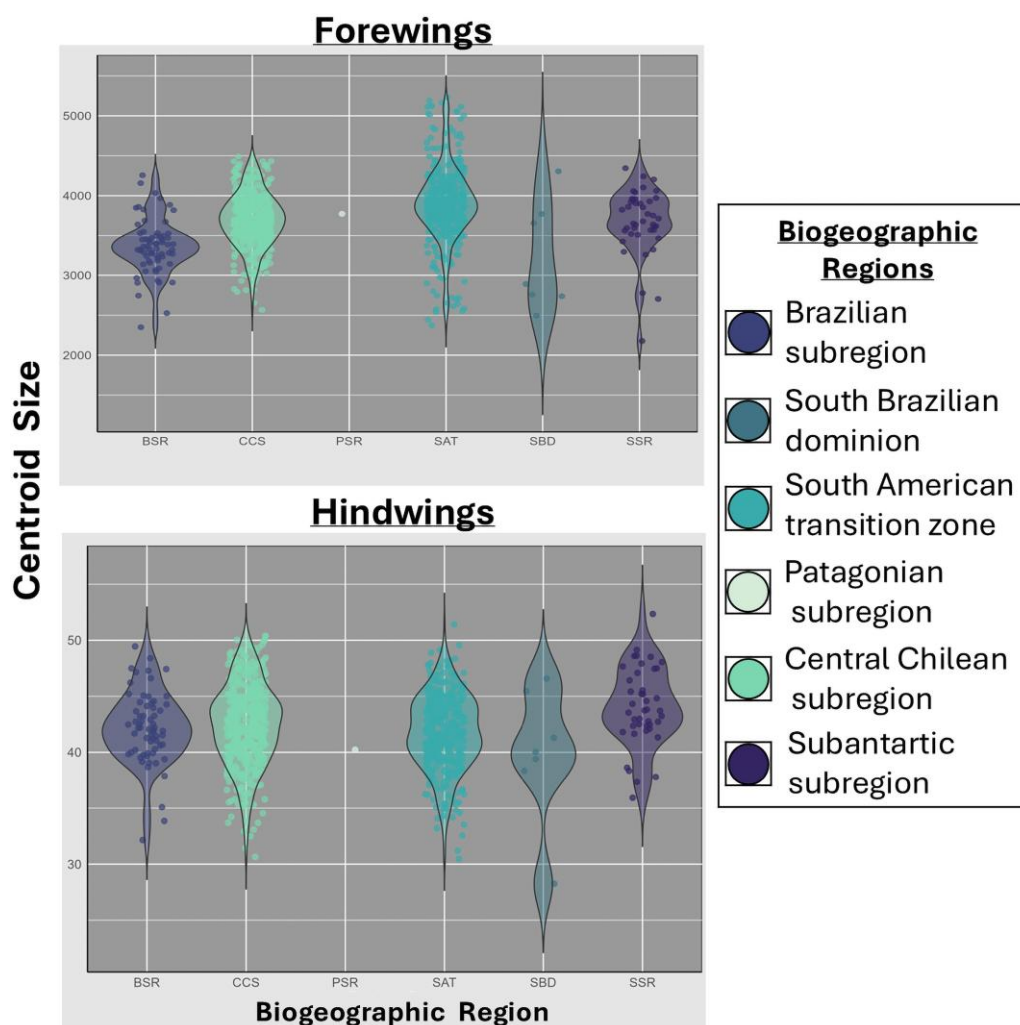 Forewings
5000
4000
3000
2000
BSR CCS PSR SAT SBD SSR
Centroid Size
Hindwings
50
40
30
BSR CCS PSR SAT SBD SSR
Biogeographic Region
Biogeographic
Regions
Brazilian
subregion
South Brazilian
dominion
South American
transition zone
Patagonian
subregion
Central Chilean
subregion
Subantartic
subregion